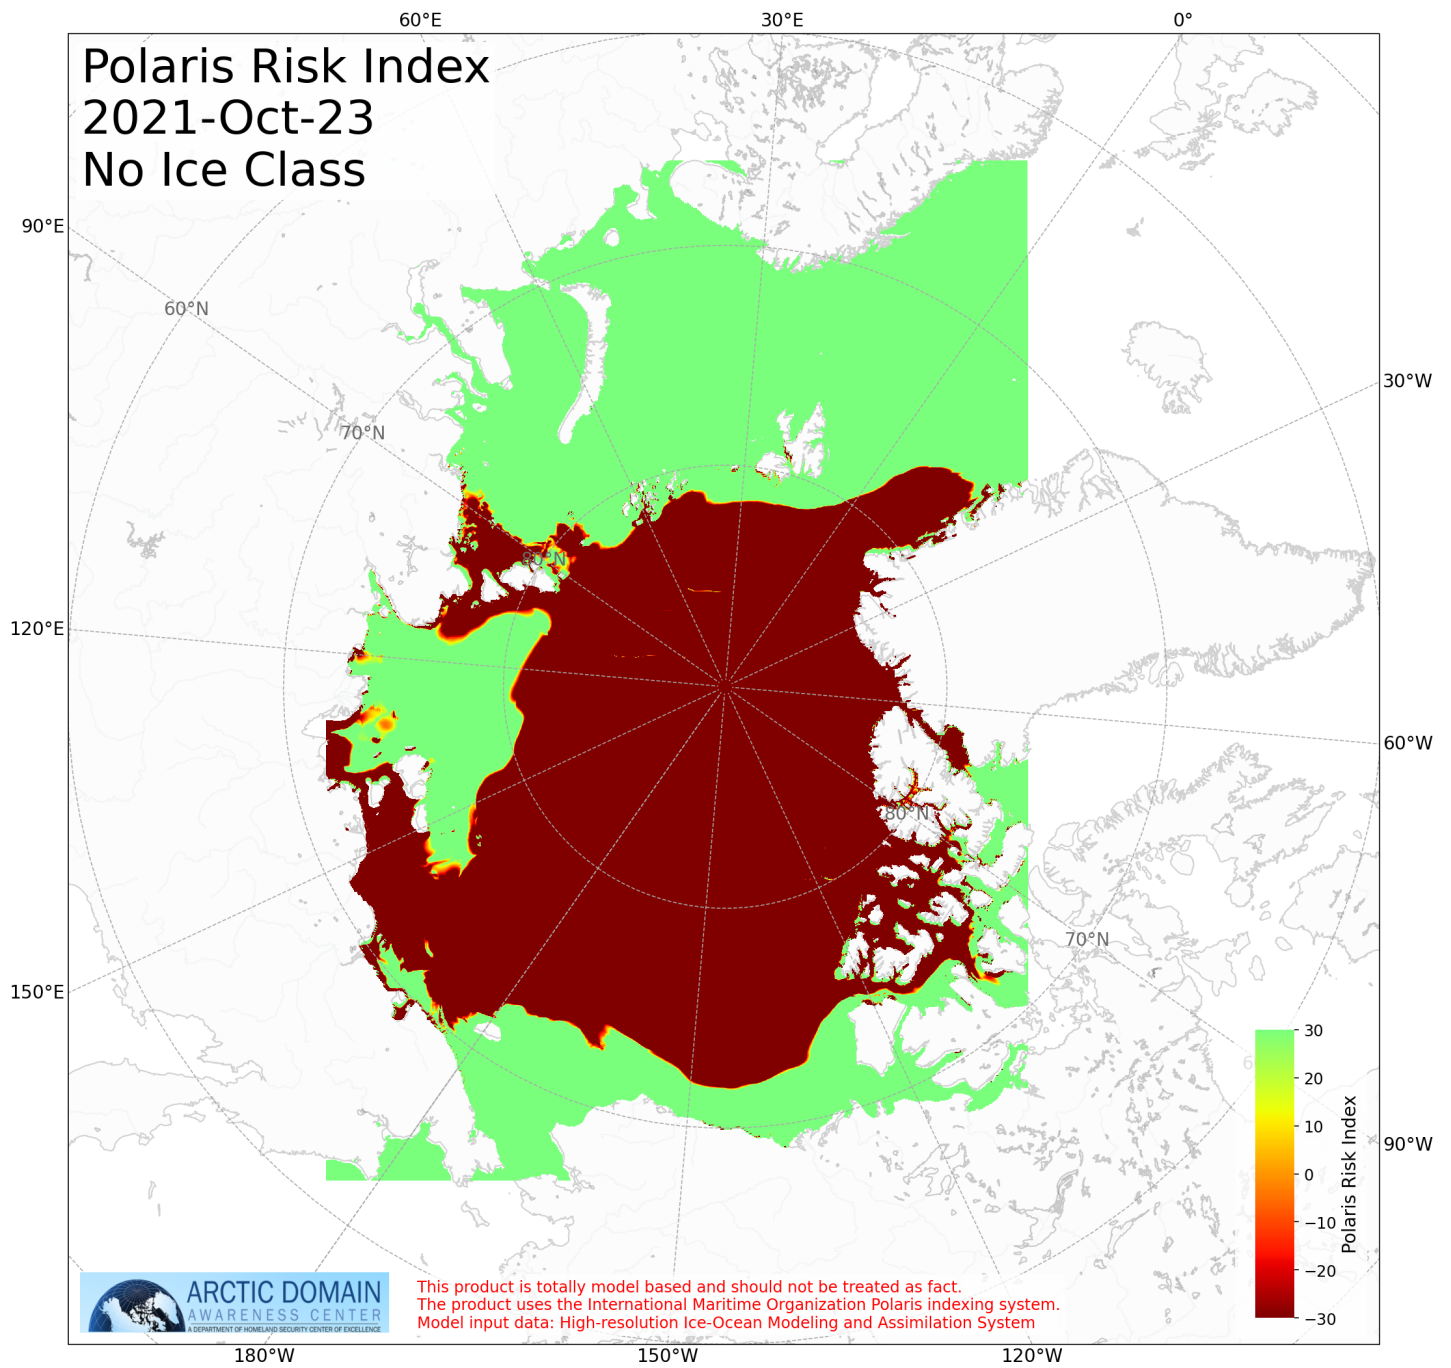 60°E 30°E 0°
Polaris Risk Index
2021-Oct-23
No Ice Class
90°E
60°N
30°W
70°N
80°N
120°E
60°W
80°N
70°N
150°E
30
20
10
0
−10
−20
−30
Polaris Risk Index
90°W
ARCTIC DOMAIN
AWARENESS CENTER
A DEPARTMENT OF HOMELAND SECURITY CENTER OF EXCELLENCE
This product is totally model based and should not be treated as fact.
The product uses the International Maritime Organization Polaris indexing system.
Model input data: High-resolution Ice-Ocean Modeling and Assimilation System
180°W 150°W 120°W